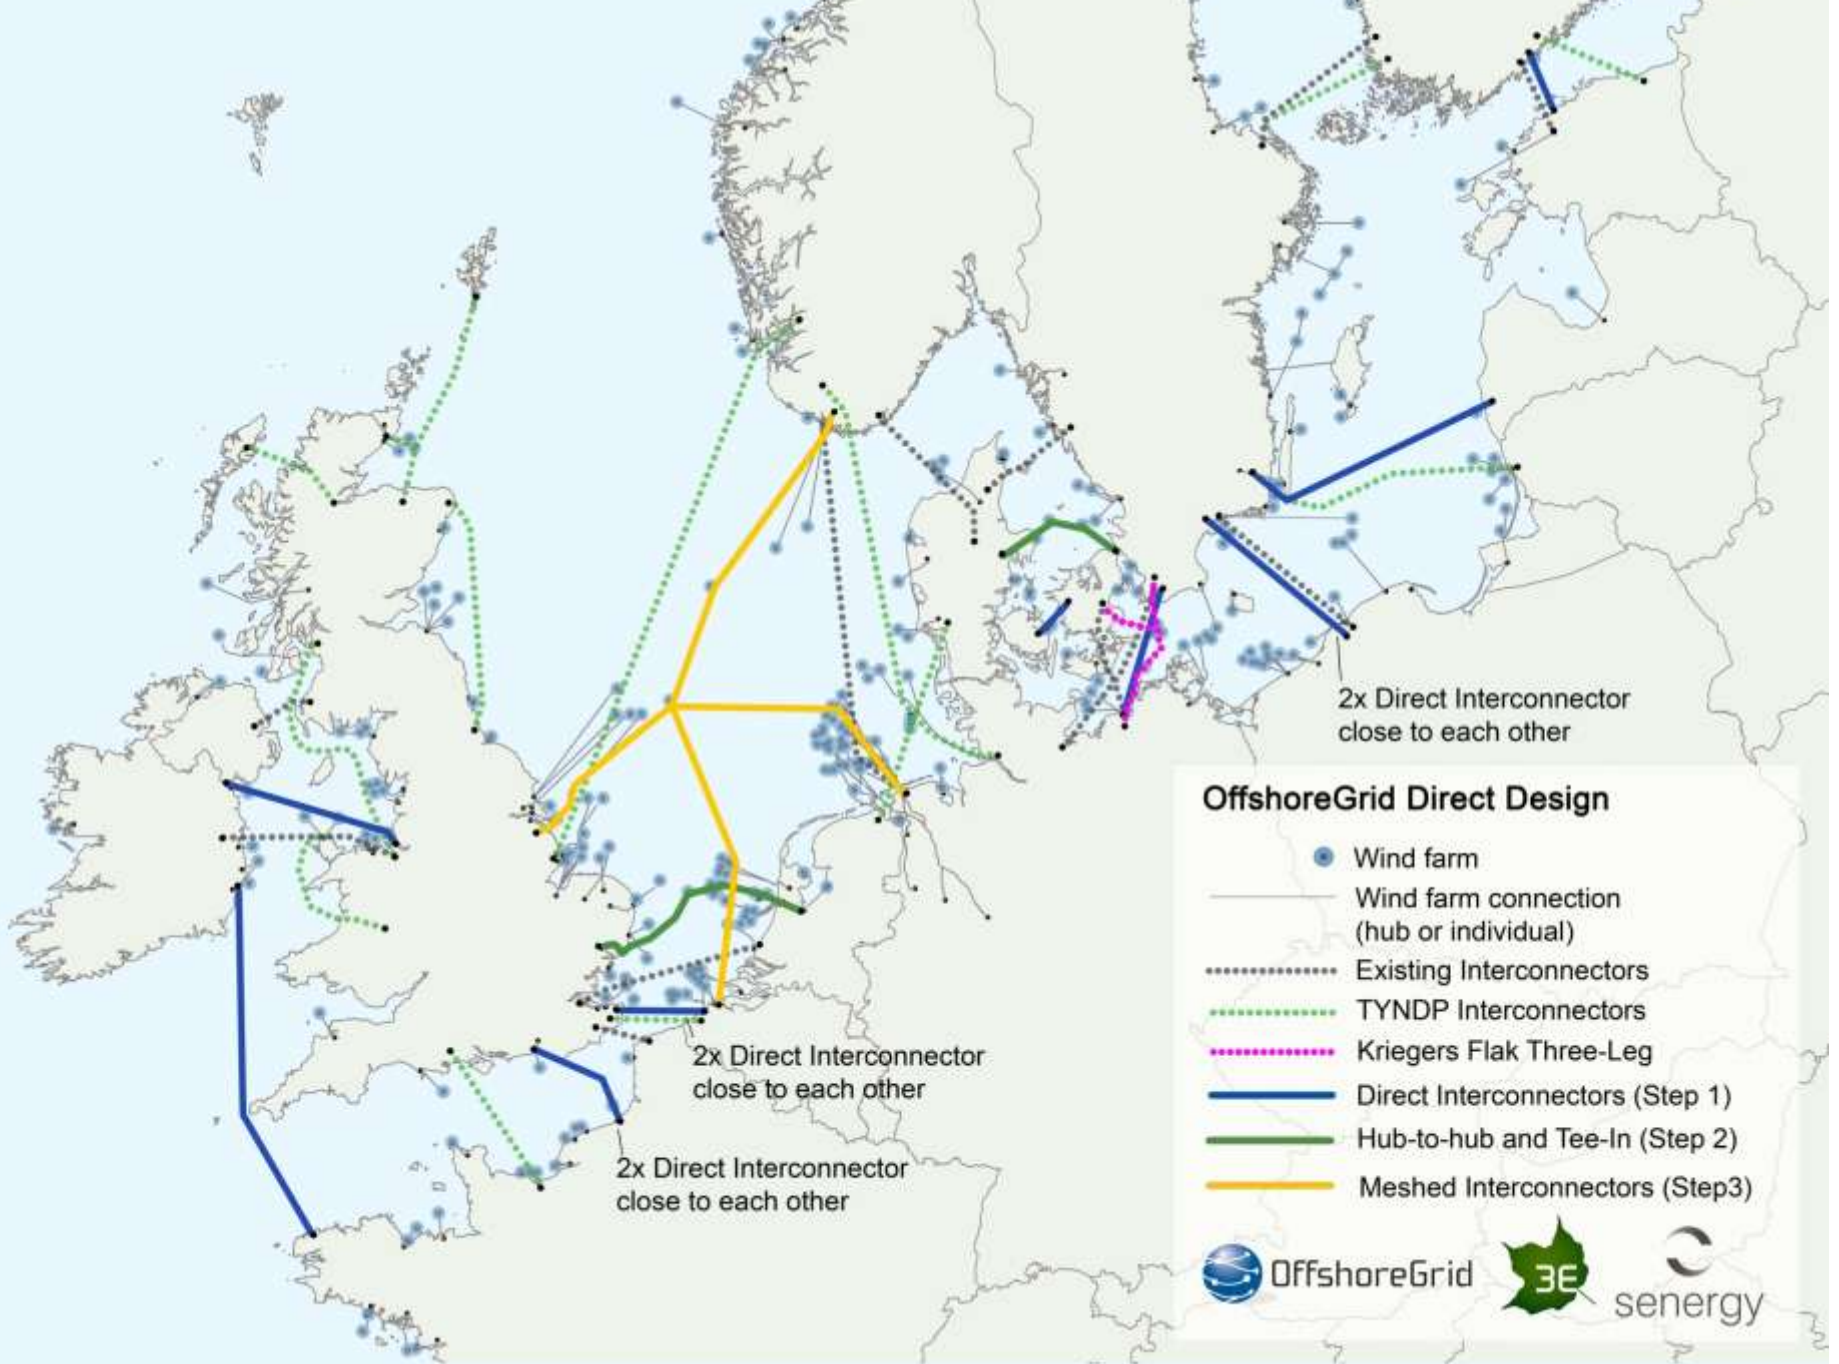 2x Direct Interconnector
close to each other
OffshoreGrid Direct Design
Wind farm
Wind farm connection
(hub or individual)
Existing Interconnectors
TYNDP Interconnectors
Kriegers Flak Three-Leg
Direct Interconnectors (Step 1)
Hub-to-hub and Tee-In (Step 2)
Meshed Interconnectors (Step3)
2x Direct Interconnector
close to each other
2x Direct Interconnector
close to each other
OffshoreGrid
3E
senergy